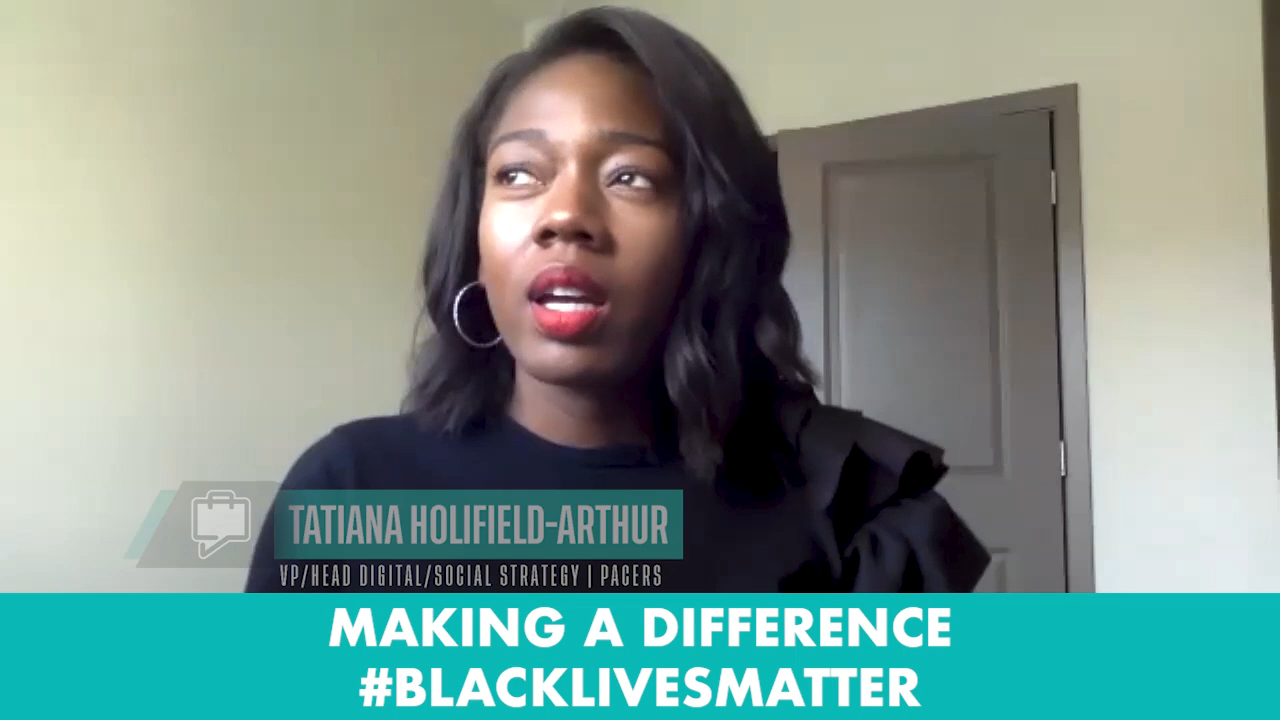 TATIANA HOLIFIELD-ARTHUR
VP/HEAD DIGITAL/SOCIAL STRATEGY | PACERS
MAKING A DIFFERENCE
#BLACKLIVESMATTER